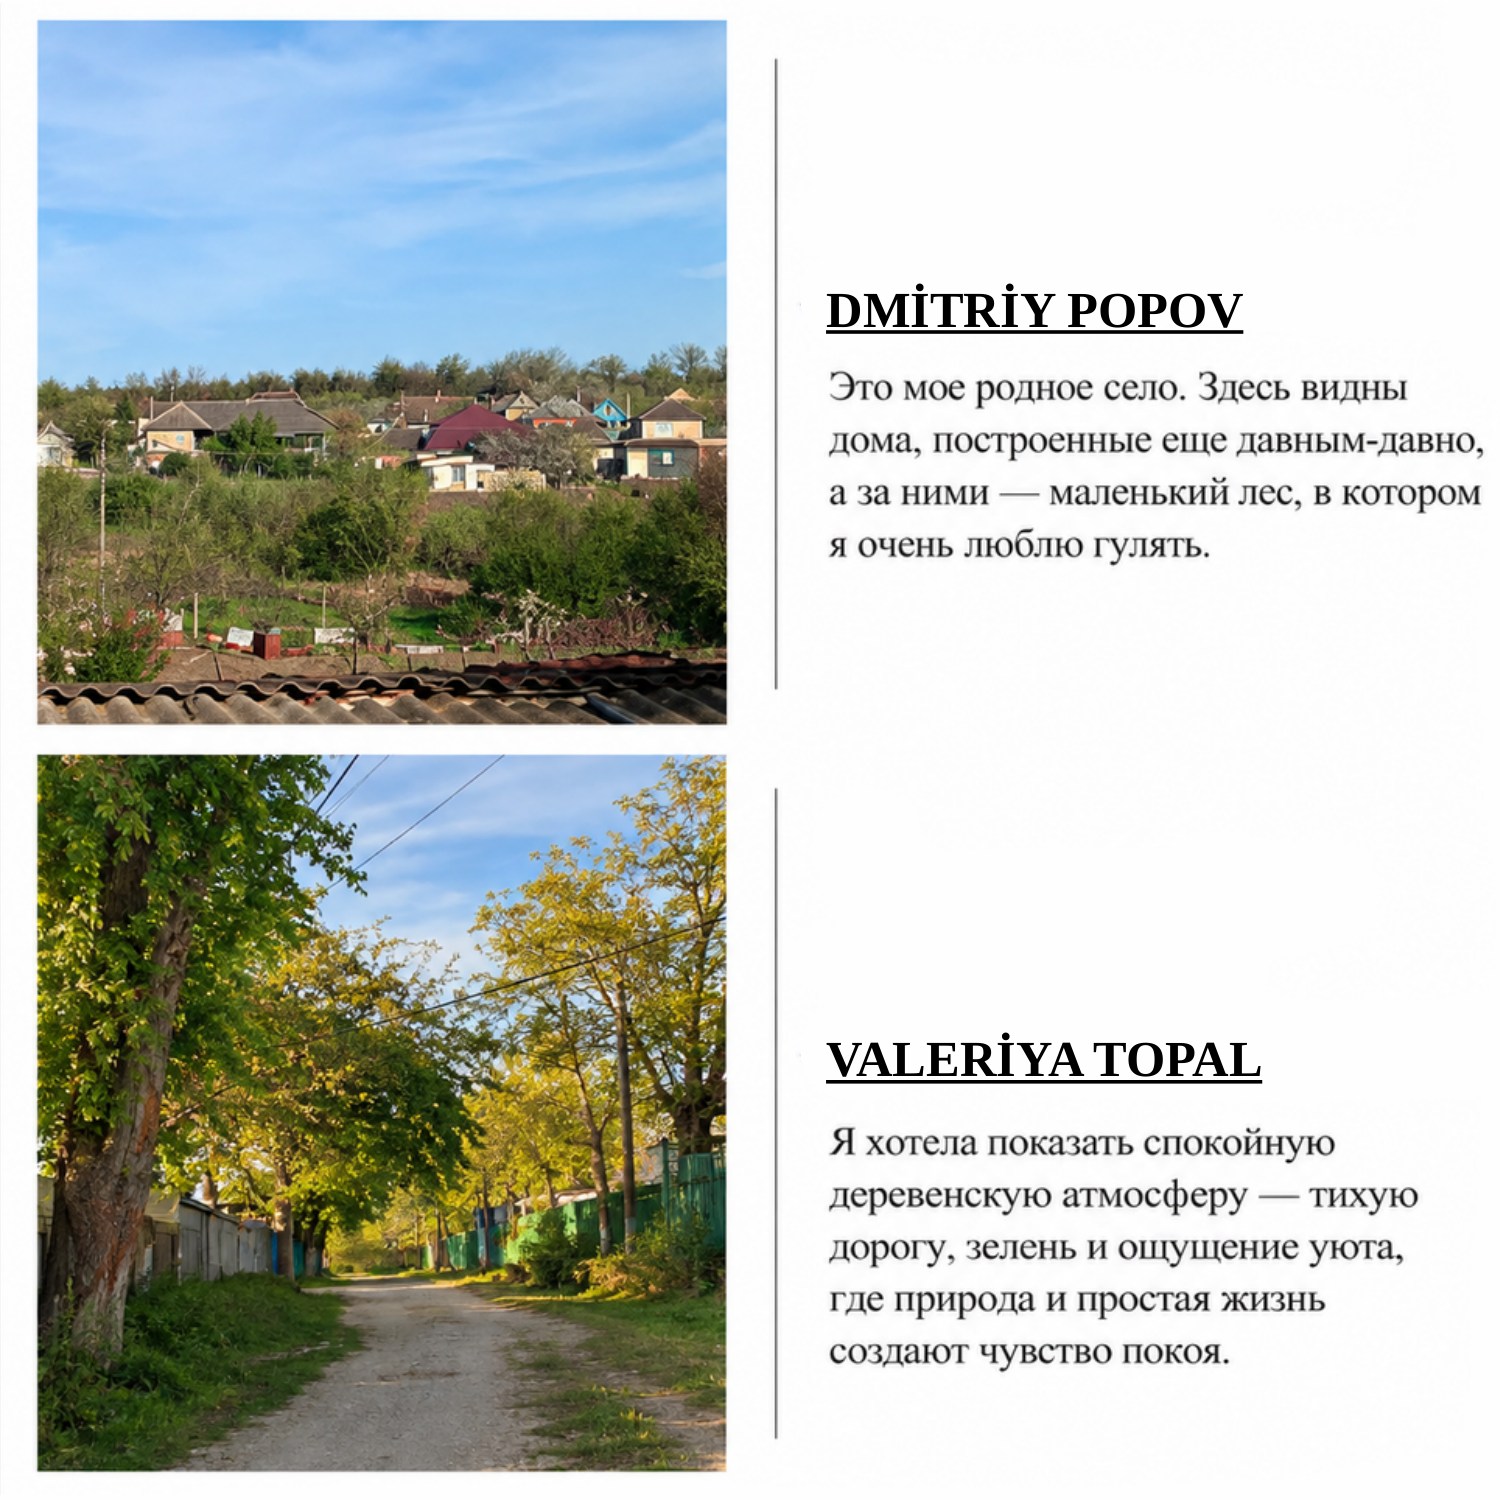 DMİTRİY POPOV
Это мое родное село. Здесь видны
дома, построенные еще давным-давно,
а за ними — маленький лес, в котором
я очень люблю гулять.
VALERİYA TOPAL
Я хотела показать спокойную
деревенскую атмосферу — тихую
дорогу, зелень и ощущение уюта,
где природа и простая жизнь
создают чувство покоя.